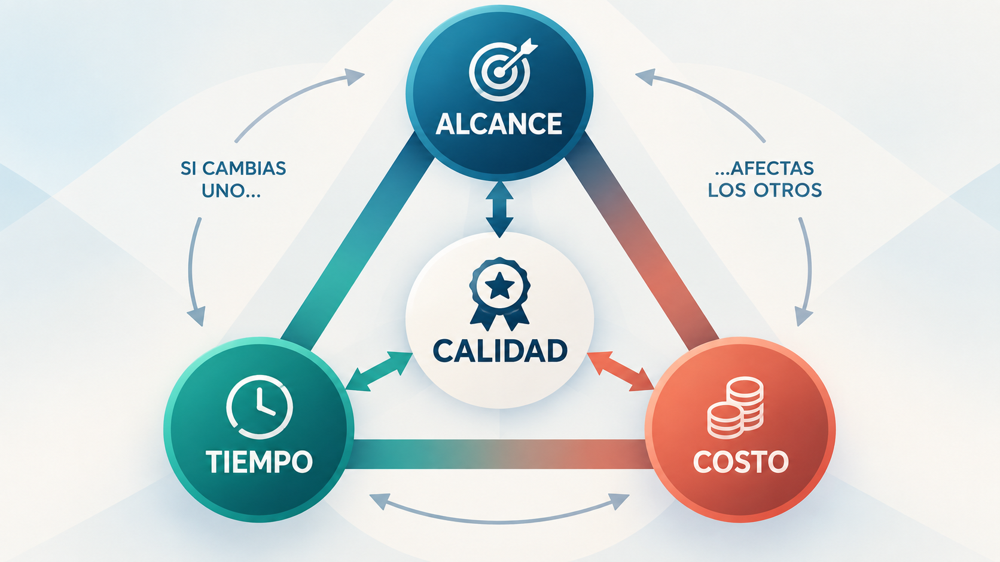 ALCANCE
SI CAMBIAS
UNO...
...AFECTAS
LOS OTROS
CALIDAD
TIEMPO
COSTO